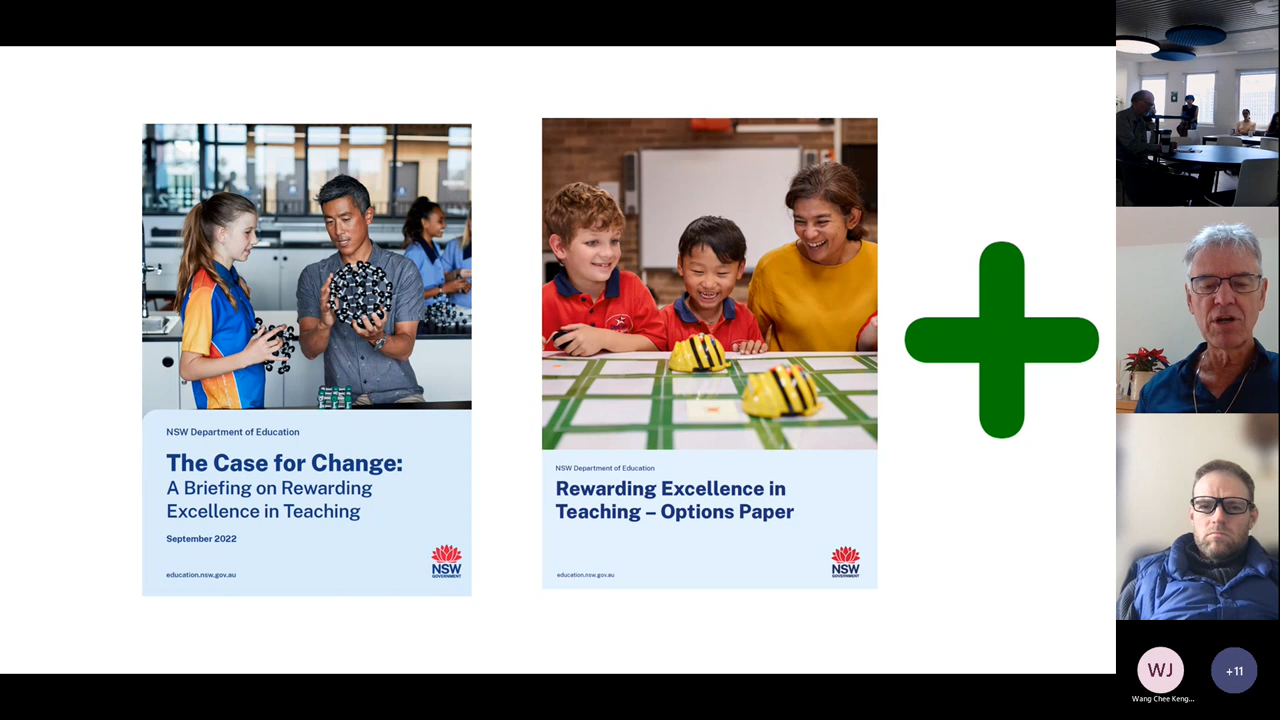 NSW Department of Education
The Case for Change:
A Briefing on Rewarding
Excellence in Teaching
September 2022
education.nsw.gov.au
NSW
GOVERNMENT
NSW Department of Education
Rewarding Excellence in
Teaching – Options Paper
education.nsw.gov.au
NSW
GOVERNMENT
WJ
+11
Wang Chee Keng...